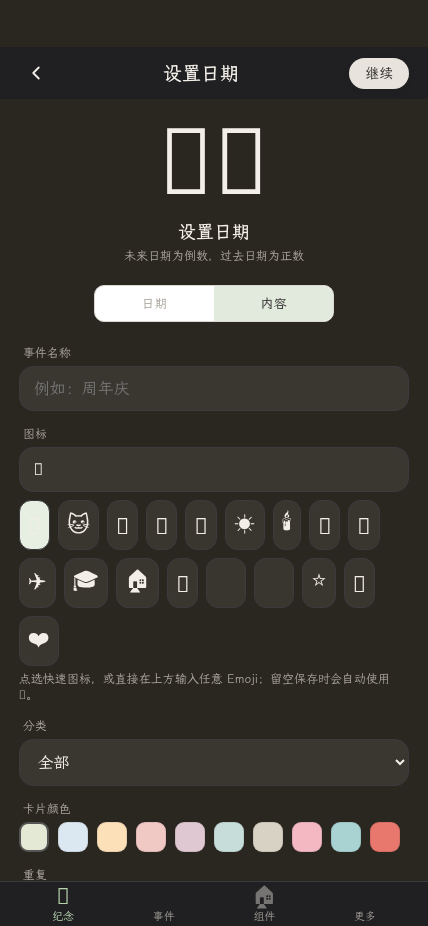 设置日期
继续
设置日期
未来日期为倒数，过去日期为正数
日期
内容
事件名称
例如：周年庆
图标
点选快速图标，或直接在上方输入任意 Emoji；留空保存时会自动使用
。
分类
全部
卡片颜色
重复
纪念
事件
组件
更多